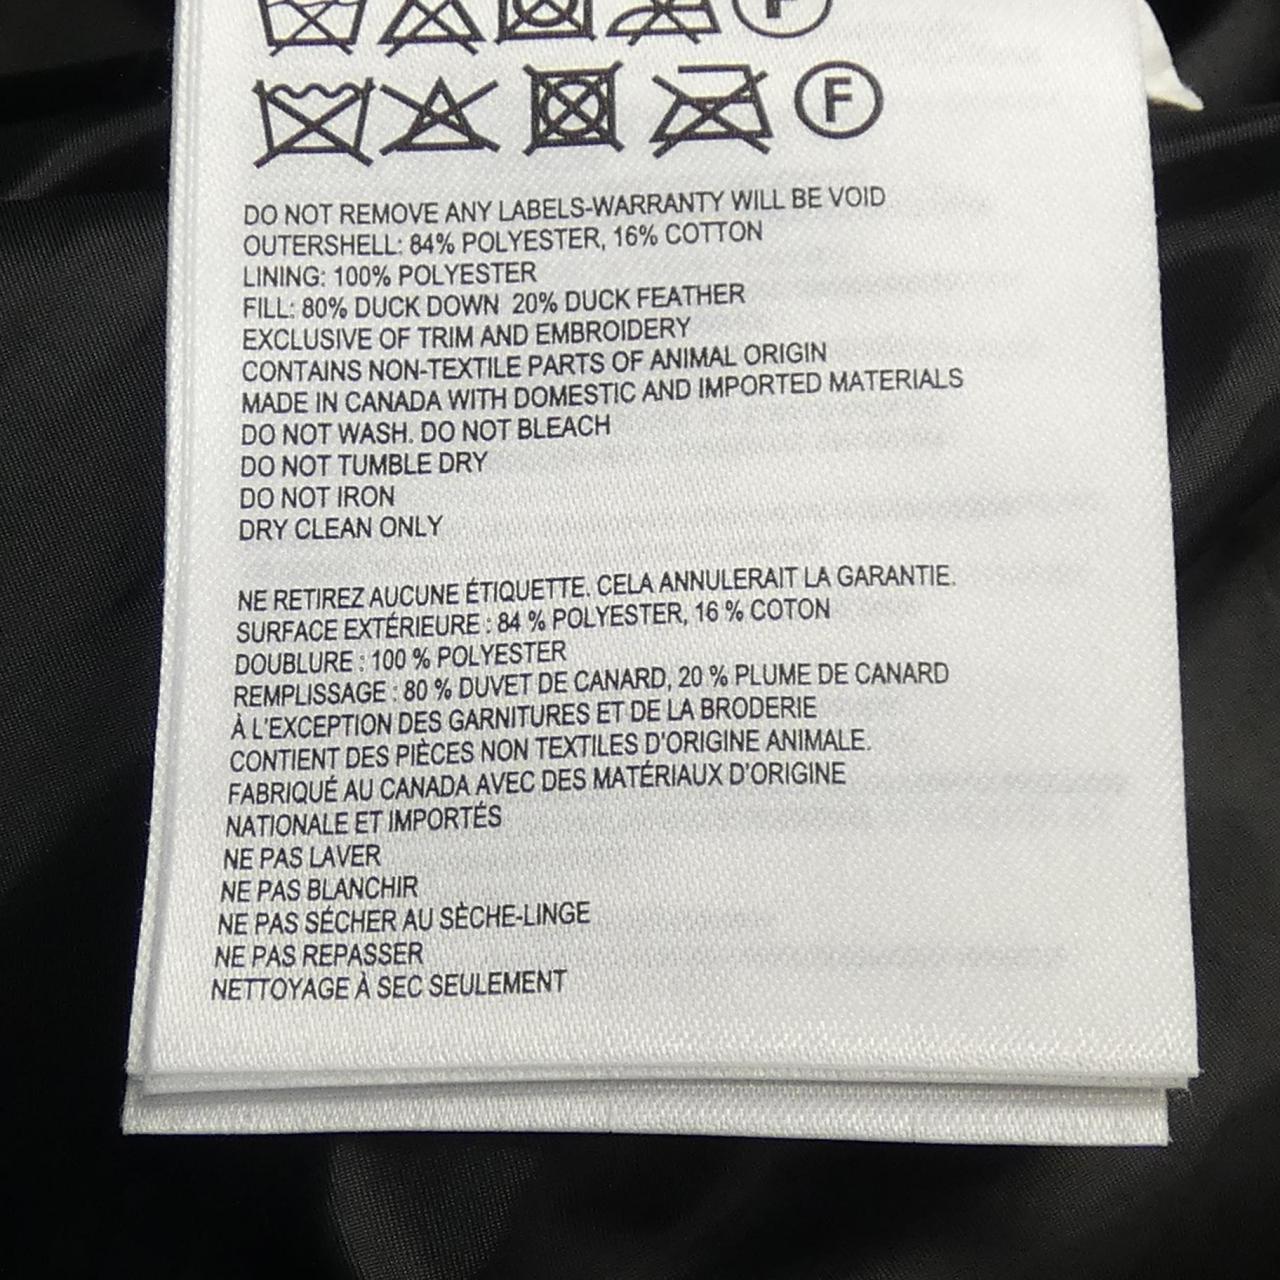 F
F
DO NOT REMOVE ANY LABELS-WARRANTY WILL BE VOID
OUTERSHELL: 84% POLYESTER, 16% COTTON
LINING: 100% POLYESTER
FILL: 80% DUCK DOWN 20% DUCK FEATHER
EXCLUSIVE OF TRIM AND EMBROIDERY
CONTAINS NON-TEXTILE PARTS OF ANIMAL ORIGIN
MADE IN CANADA WITH DOMESTIC AND IMPORTED MATERIALS
DO NOT WASH. DO NOT BLEACH
DO NOT TUMBLE DRY
DO NOT IRON
DRY CLEAN ONLY
NE RETIREZ AUCUNE ÉTIQUETTE. CELA ANNULERAIT LA GARANTIE.
SURFACE EXTÉRIEURE : 84 % POLYESTER, 16 % COTON
DOUBLURE : 100 % POLYESTER
REMPLISSAGE : 80 % DUVET DE CANARD, 20 % PLUME DE CANARD
À L'EXCEPTION DES GARNITURES ET DE LA BRODERIE
CONTIENT DES PIÈCES NON TEXTILES D'ORIGINE ANIMALE.
FABRIQUÉ AU CANADA AVEC DES MATÉRIAUX D'ORIGINE
NATIONALE ET IMPORTÉS
NE PAS LAVER
NE PAS BLANCHIR
NE PAS SÉCHER AU SÈCHE-LINGE
NE PAS REPASSER
NETTOYAGE À SEC SEULEMENT